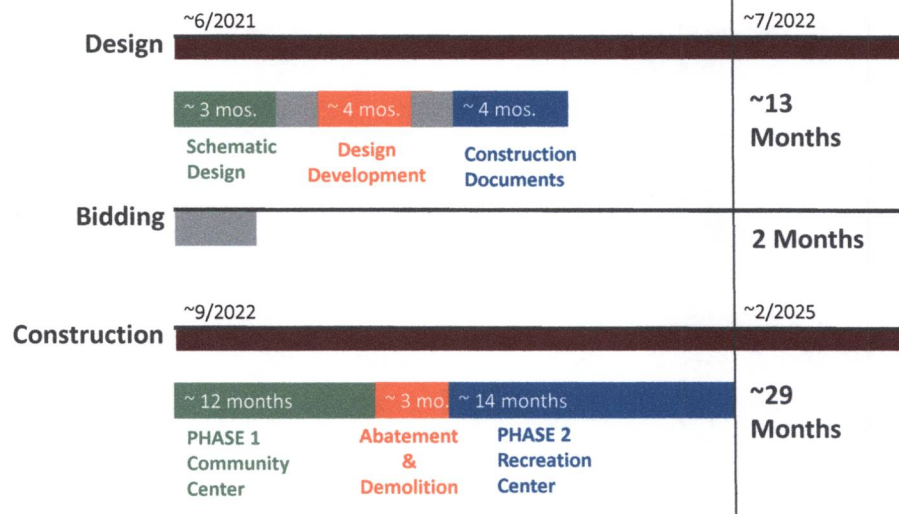 ~6/2021
~7/2022
Design
~ 3 mos.
~ 4 mos.
~ 4 mos.
~13
Months
Schematic
Design
Design
Development
Construction
Documents
Bidding
2 Months
~9/2022
~2/2025
Construction
~ 12 months
~ 3 mo.
~ 14 months
~29
Months
PHASE 1
Community
Center
Abatement
&
Demolition
PHASE 2
Recreation
Center